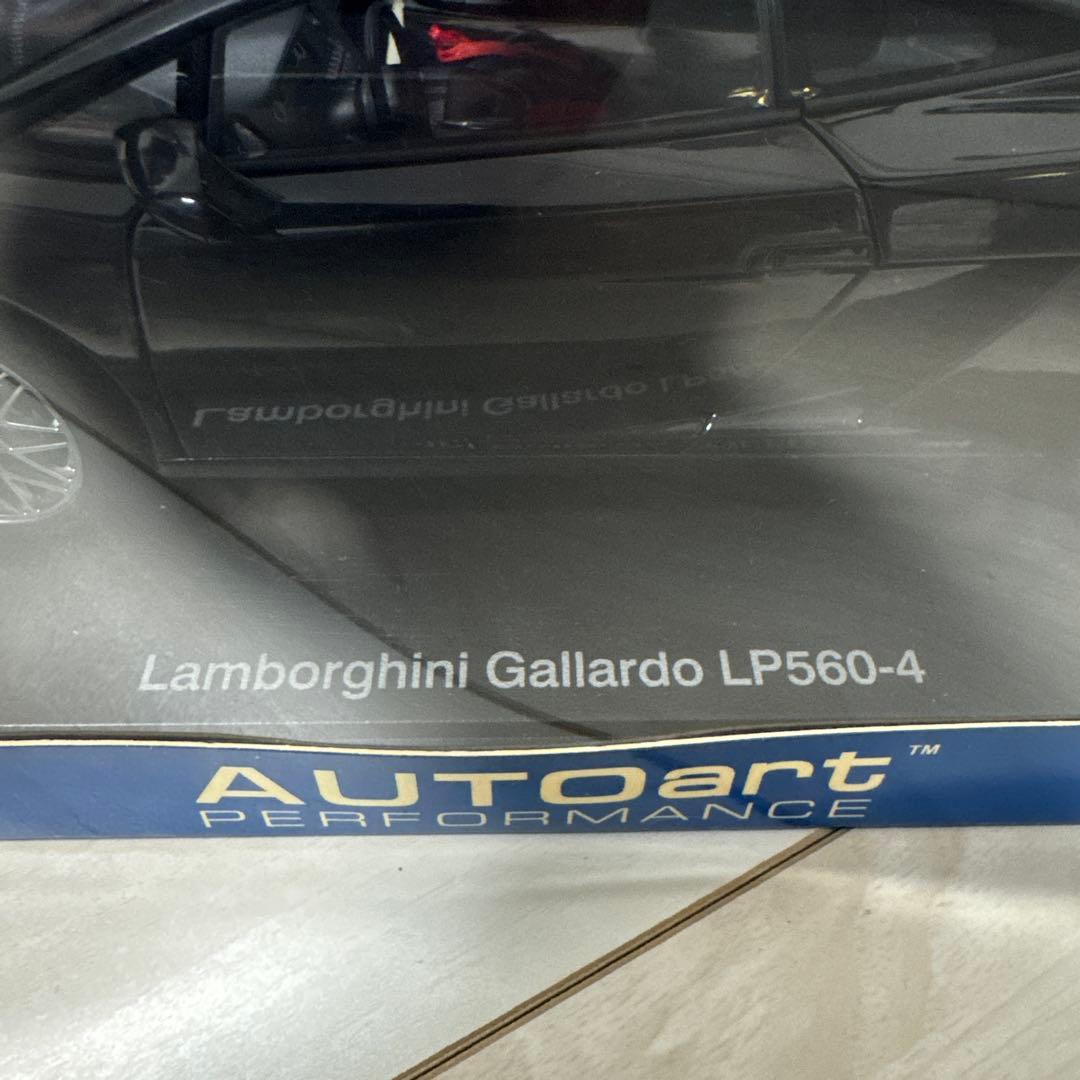 Lamborghini Gallardo LP560-4
AUTOart™
PERFORMANCE